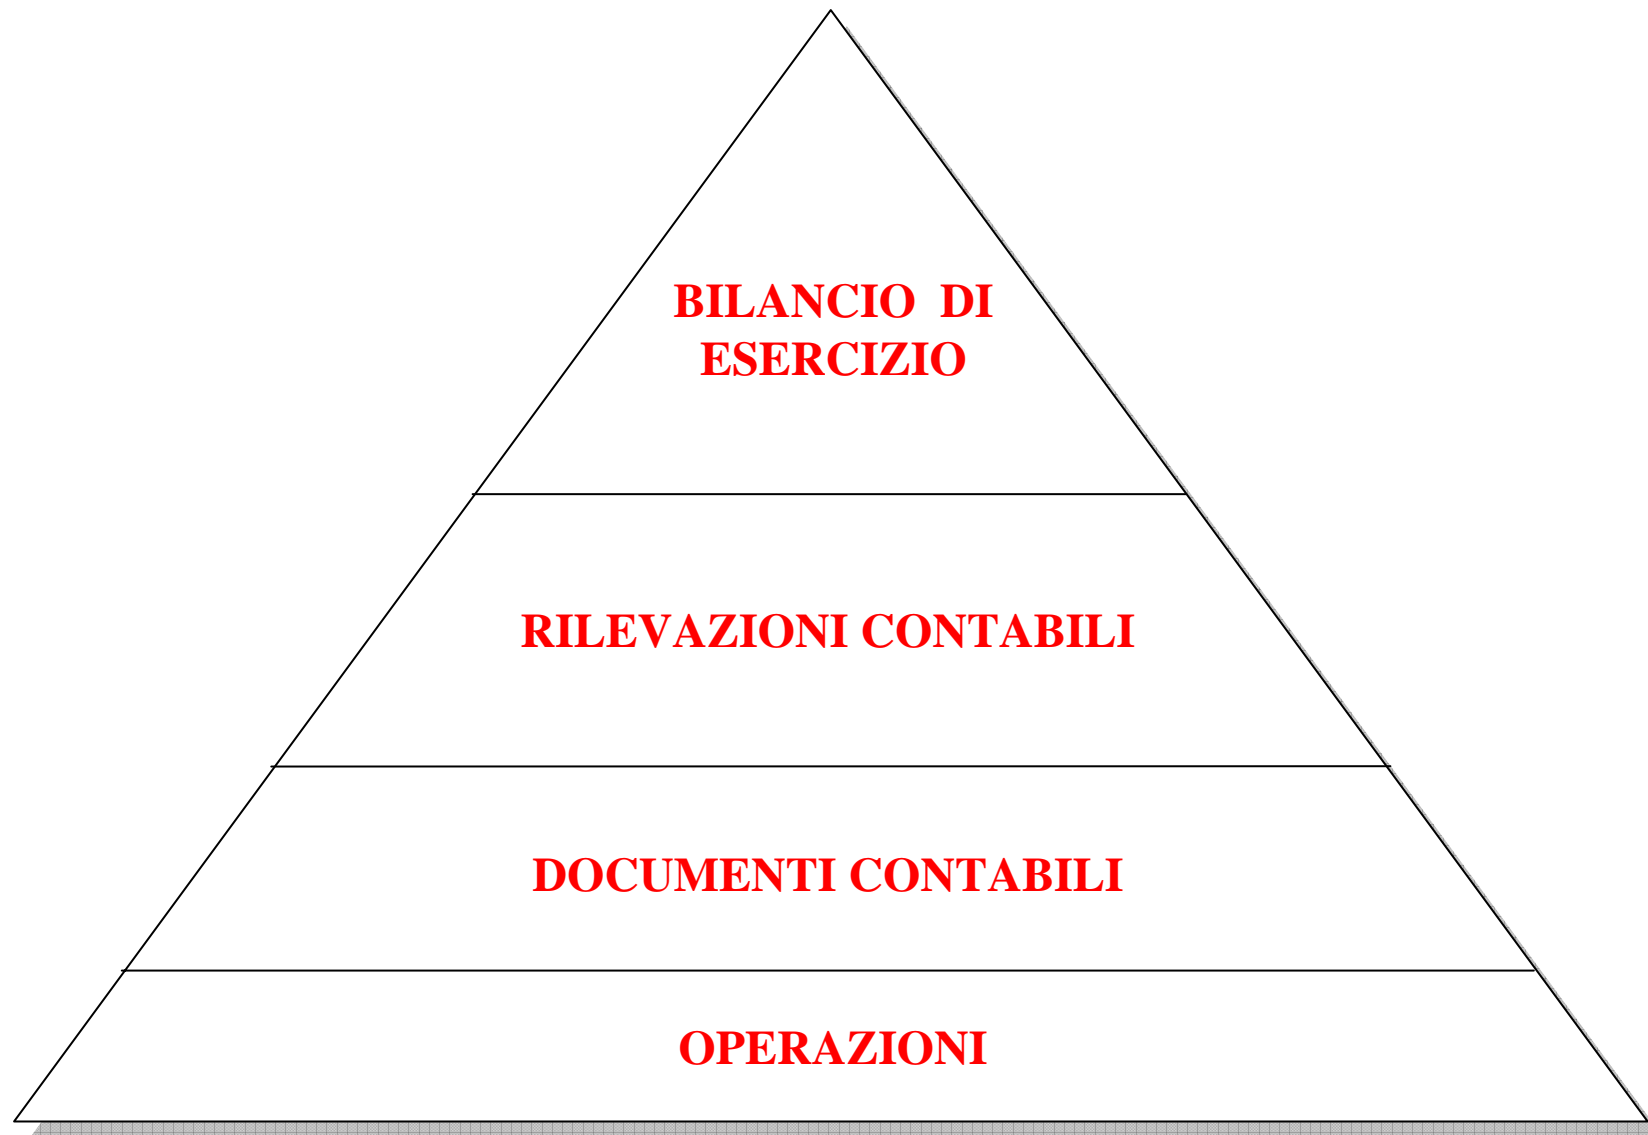 BILANCIO DI
ESERCIZIO
RILEVAZIONI CONTABILI
DOCUMENTI CONTABILI
OPERAZIONI